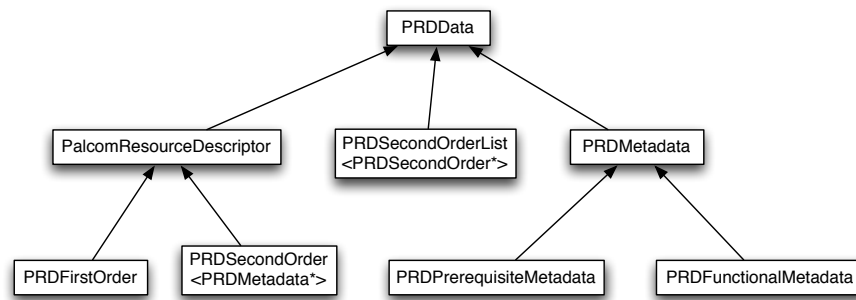 PRDData
PalcomResourceDescriptor
PRDSecondOrderList
<PRDSecondOrder*>
PRDMetadata
PRDFirstOrder
PRDSecondOrder
<PRDMetadata*>
PRDPrerequisiteMetadata
PRDFunctionalMetadata